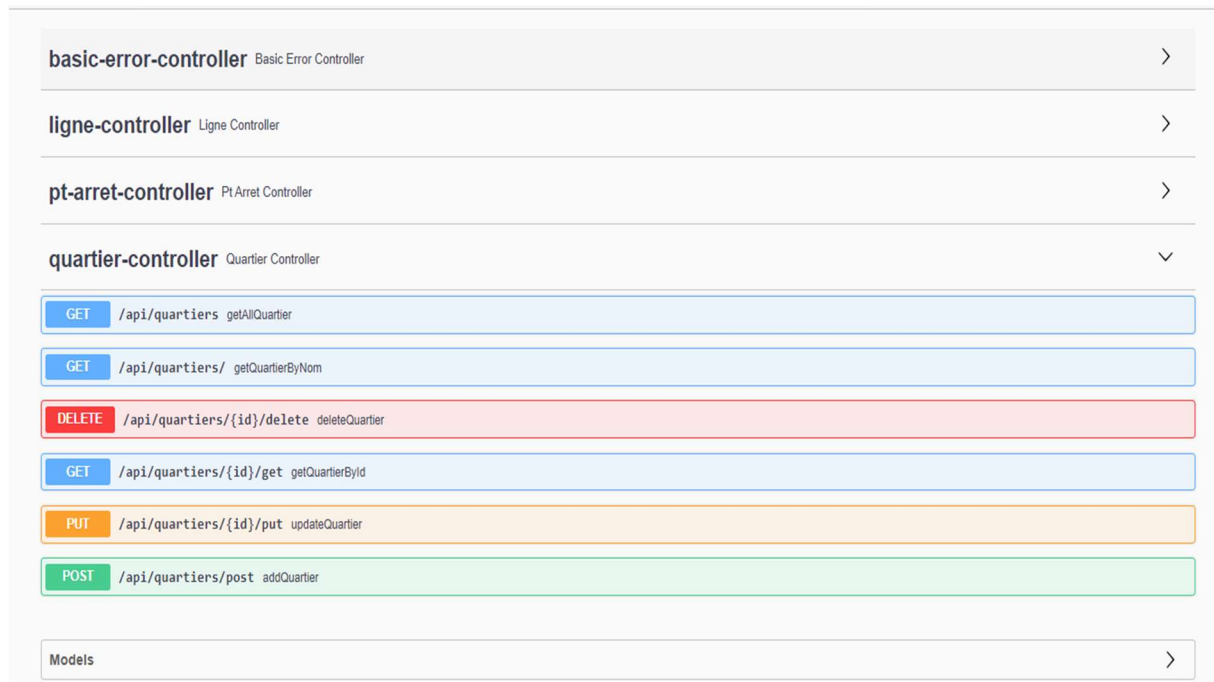 basic-error-controller Basic Error Controller
ligne-controller Ligne Controller
pt-arret-controller Pt Arret Controller
quartier-controller Quartier Controller
GET /api/quartiers getAllQuartier
GET /api/quartiers/ getQuartierByNom
DELETE /api/quartiers/{id}/delete deleteQuartier
GET /api/quartiers/{id}/get getQuartierById
PUT /api/quartiers/{id}/put updateQuartier
POST /api/quartiers/post addQuartier
Models